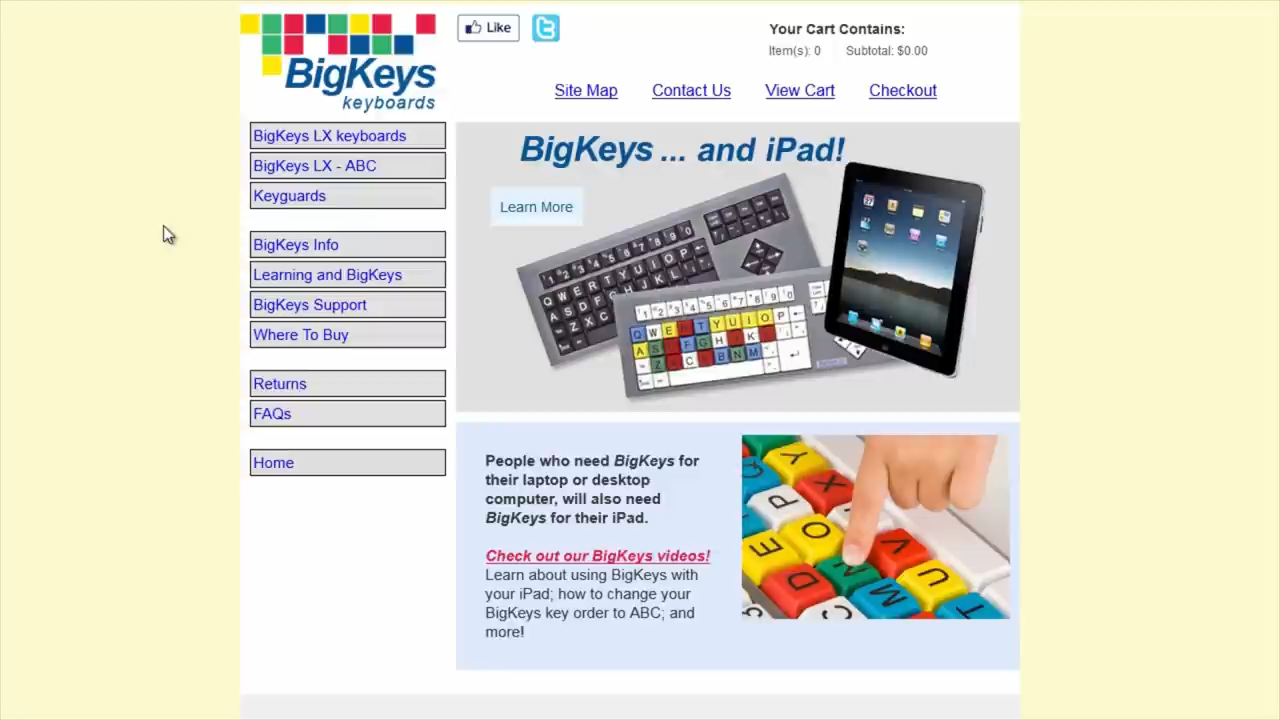 BigKeys
keyboards
Like
Your Cart Contains:
Item(s): 0 Subtotal: $0.00
Site Map Contact Us View Cart Checkout
BigKeys LX keyboards
BigKeys LX - ABC
Keyguards
BigKeys Info
Learning and BigKeys
BigKeys Support
Where To Buy
Returns
FAQs
Home
BigKeys ... and iPad!
Learn More
People who need BigKeys for
their laptop or desktop
computer, will also need
BigKeys for their iPad.
Check out our BigKeys videos!
Learn about using BigKeys with
your iPad; how to change your
BigKeys key order to ABC; and
more!